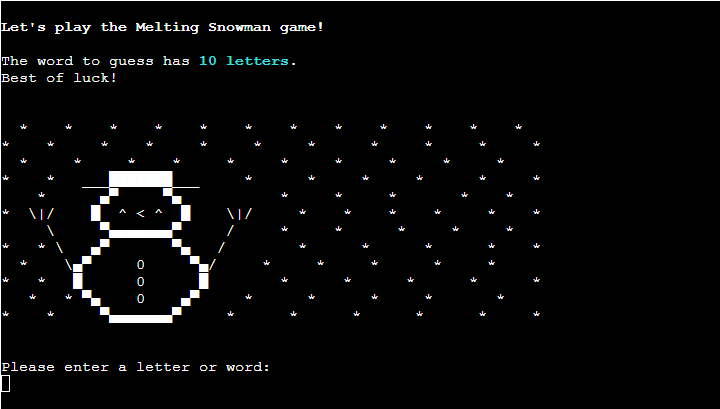 Let's play the Melting Snowman game!
The word to guess has 10 letters.
Best of luck!
Please enter a letter or word: